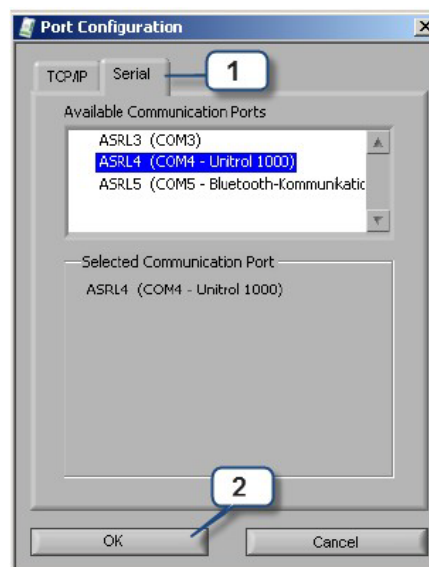 Port Configuration
TCP/IP Serial 1
Available Communication Ports
ASRL3 (COM3)
ASRL4 (COM4 - Unitrol 1000)
ASRL5 (COM5 - Bluetooth-Kommunikatic
Selected Communication Port
ASRL4 (COM4 - Unitrol 1000)
2
OK Cancel